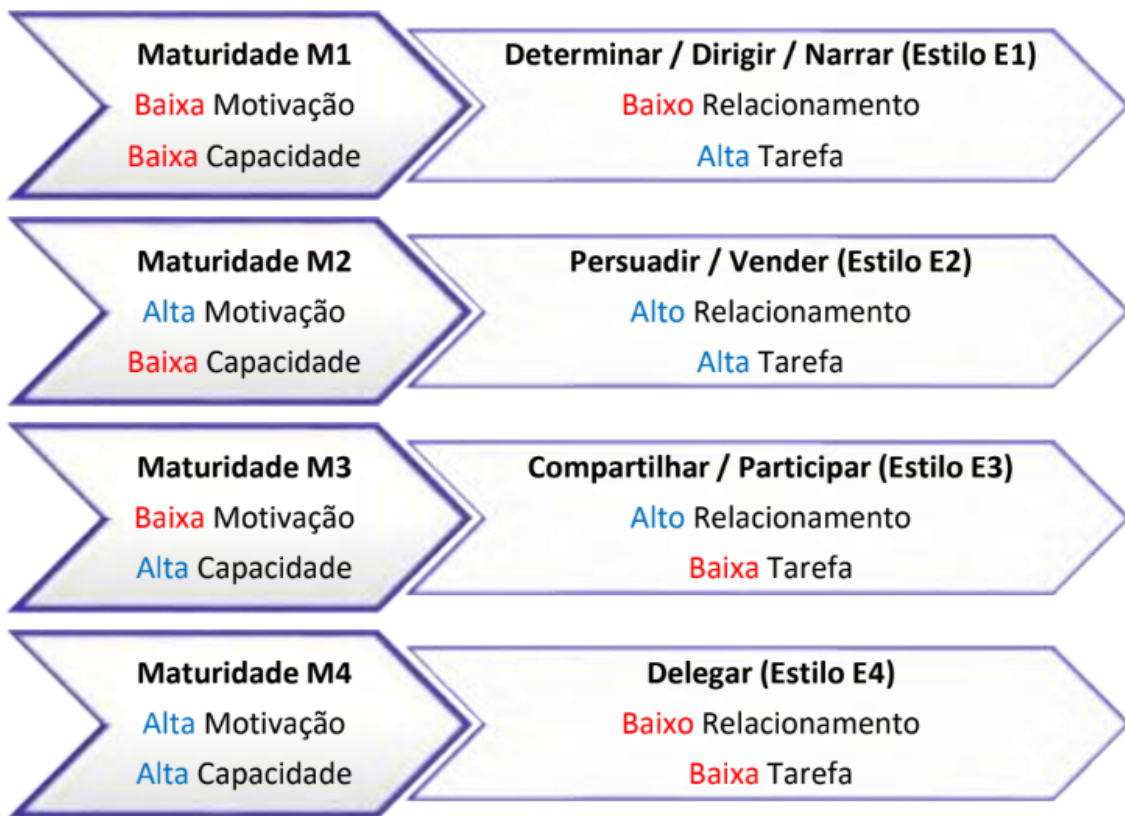 Maturidade M1
Baixa Motivação
Baixa Capacidade
Determinar / Dirigir / Narrar (Estilo E1)
Baixo Relacionamento
Alta Tarefa
Maturidade M2
Alta Motivação
Baixa Capacidade
Persuadir / Vender (Estilo E2)
Alto Relacionamento
Alta Tarefa
Maturidade M3
Baixa Motivação
Alta Capacidade
Compartilhar / Participar (Estilo E3)
Alto Relacionamento
Baixa Tarefa
Maturidade M4
Alta Motivação
Alta Capacidade
Delegar (Estilo E4)
Baixo Relacionamento
Baixa Tarefa